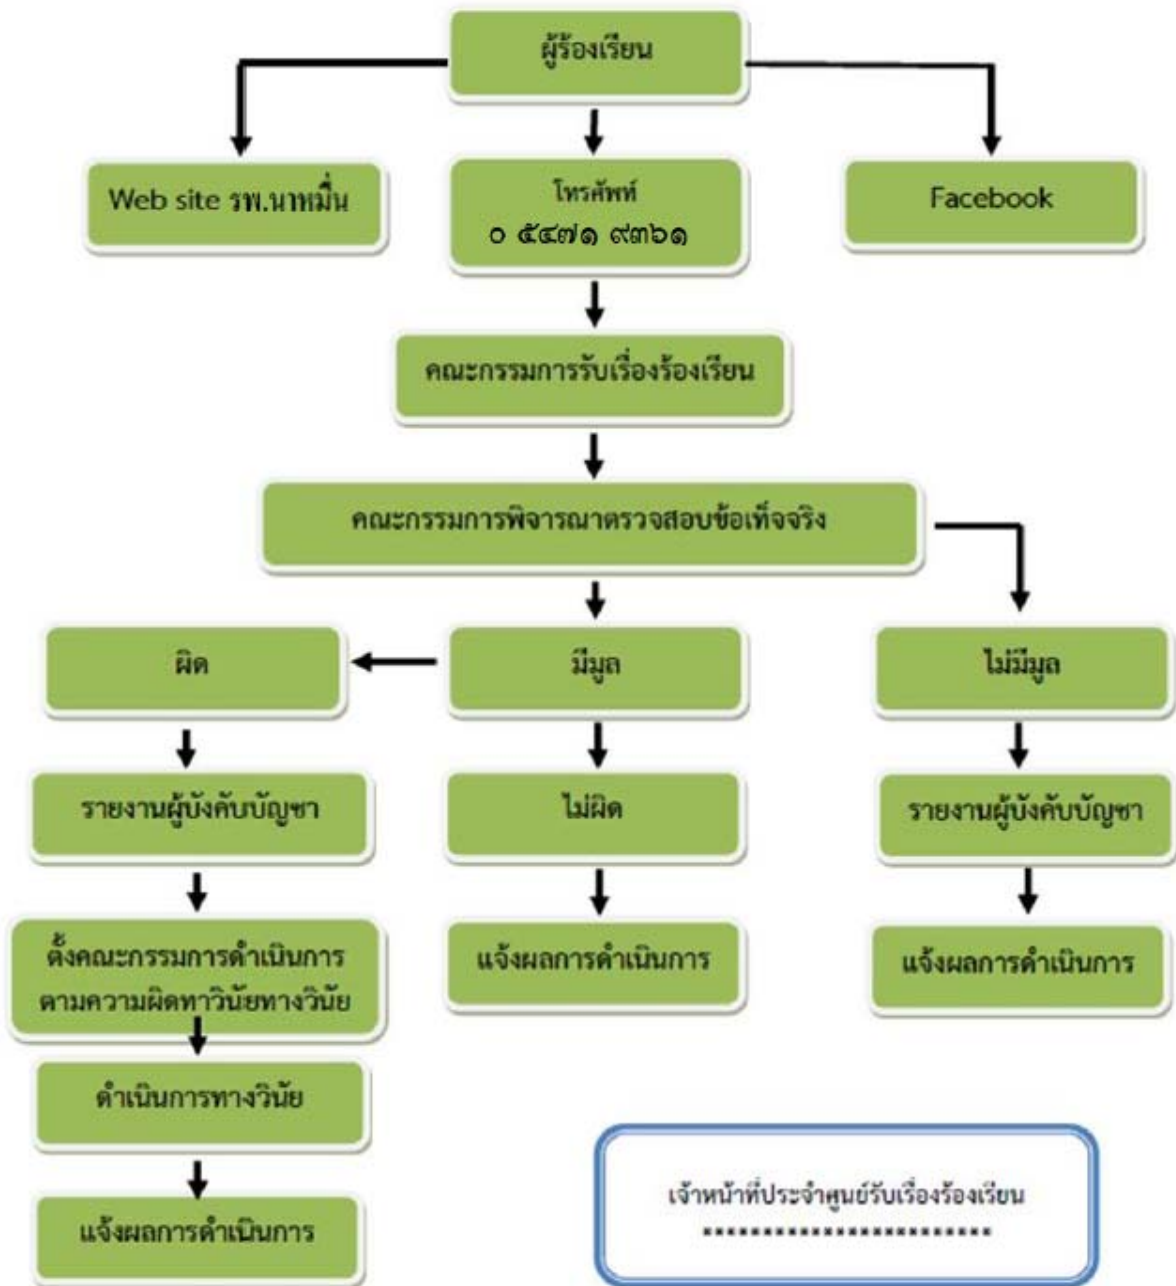 ผู้ร้องเรียน
Web site รพ.นาหมื่น
โทรศัพท์
๐ ๕๔๗๑ ๙๓๖๑
Facebook
คณะกรรมการรับเรื่องร้องเรียน
คณะกรรมการพิจารณาตรวจสอบข้อเท็จจริง
ผิด
มีมูล
ไม่มีมูล
รายงานผู้บังคับบัญชา
ไม่ผิด
รายงานผู้บังคับบัญชา
ตั้งคณะกรรมการดำเนินการ
ตามความผิดทาวินัยทางวินัย
แจ้งผลการดำเนินการ
แจ้งผลการดำเนินการ
ดำเนินการทางวินัย
แจ้งผลการดำเนินการ
เจ้าหน้าที่ประจำศูนย์รับเรื่องร้องเรียน
************************